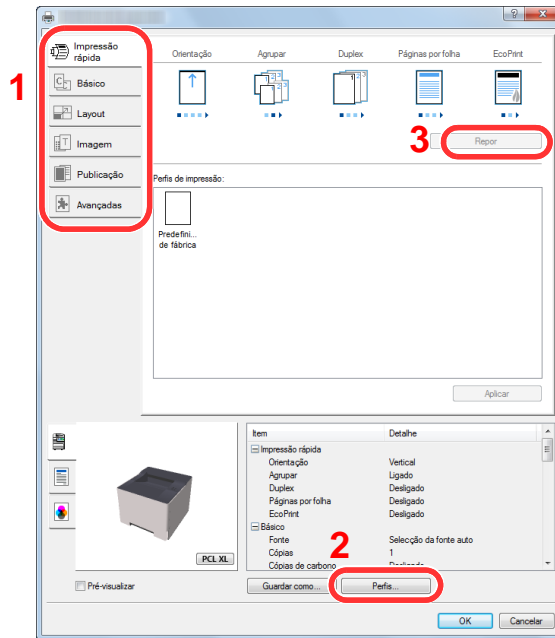 1
Impressão
rápida
Básico
Layout
Imagem
Publicação
Avançadas
Orientação Agrupar Duplex Páginas por folha EcoPrint
3
Repor
Perfis de impressão:
Predefini...
de fábrica
Aplicar
Item Detalhe
Impressão rápida
Orientação Vertical
Agrupar Ligado
Duplex Desligado
Páginas por folha Desligado
EcoPrint Desligado
Básico
Fonte Selecção da fonte auto
Cópias 1
Cópias de carbono Desligado
PCL XL
2
Pré-visualizar
Guardar como...
Perfis...
OK
Cancelar